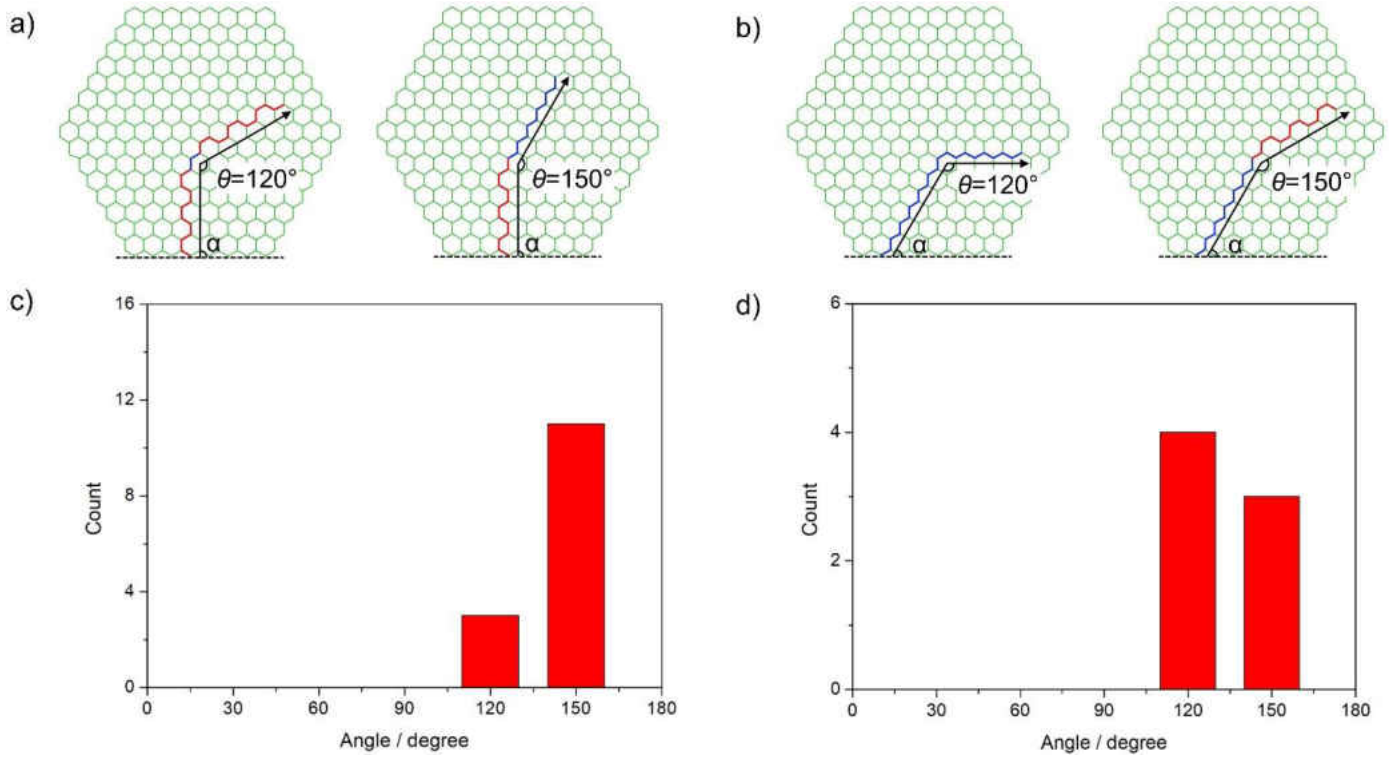 a)
θ=120°
α
θ=150°
α
b)
θ=120°
α
θ=150°
α
c)
16
12
8
4
0
Count
0 30 60 90 120 150 180
Angle / degree
d)
6
4
2
0
Count
0 30 60 90 120 150 180
Angle / degree